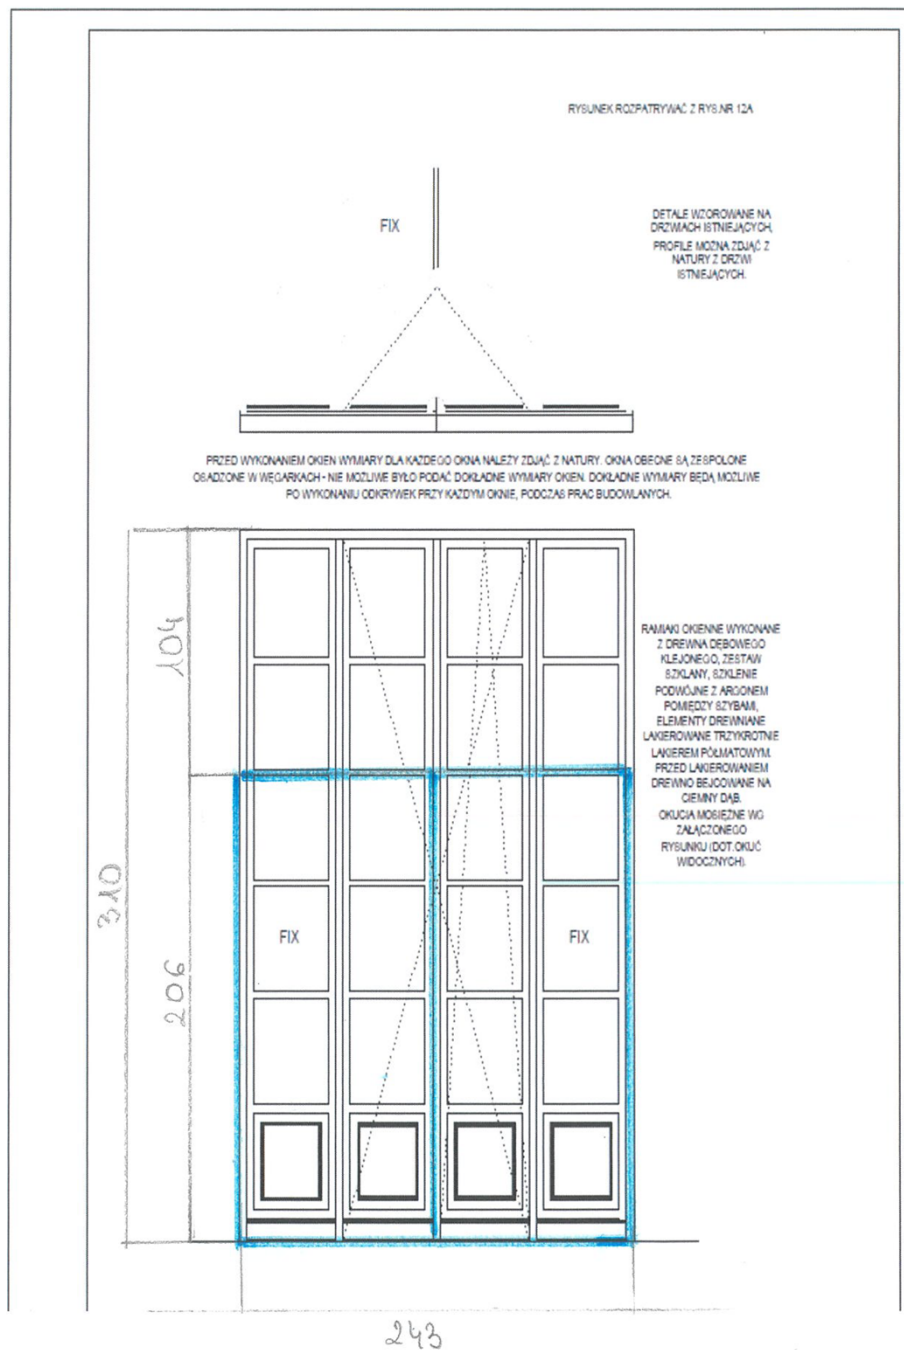 RYSUNEK ROZPATRYWAĆ Z RYS.NR 12A
FIX
DETALE WZOROWANE NA
DRZWIACH ISTNIEJĄCYCH,
PROFILE MOŻNA ZDJĄĆ Z
NATURY Z DRZWI
ISTNIEJĄCYCH.
PRZED WYKONANIEM OKIEN WYMIARY DLA KAŻDEGO OKNA NALEŻY ZDJĄĆ Z NATURY. OKNA OBECNE SĄ ZESPOLONE
OSADZONE W WĘGARKACH - NIE MOŻLIWE BYŁO PODAĆ DOKŁADNE WYMIARY OKIEN. DOKŁADNE WYMIARY BĘDĄ MOŻLIWE
PO WYKONANIU ODKRYWEK PRZY KAŻDYM OKNIE, PODCZAS PRAC BUDOWLANYCH.
104
RAMIAKI OKIENNE WYKONANE
Z DREWNA DĘBOWEGO
KLEJONEGO, ZESTAW
SZKLANY, SZKLENIE
PODWÓJNE Z ARGONEM
POMIĘDZY SZYBAMI,
ELEMENTY DREWNIANE
LAKIEROWANE TRZYKROTNIE
LAKIEREM PÓŁMATOWYM.
PRZED LAKIEROWANIEM
DREWNO BEJCOWANE NA
CIEMNY DĄB.
OKUCIA MOSIĘŻNE WG
ZAŁĄCZONEGO
RYSUNKU (DOT. OKUĆ
WIDOCZNYCH).
310
FIX
FIX
206
243